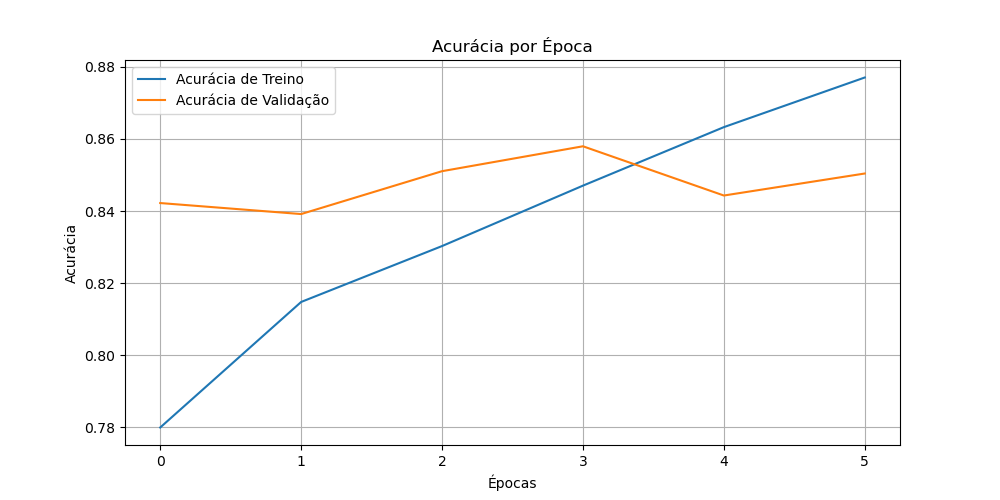 Acurácia por Época
Acurácia de Treino
Acurácia de Validação
0.88
0.86
0.84
0.82
0.80
0.78
Acurácia
0 1 2 3 4 5
Épocas